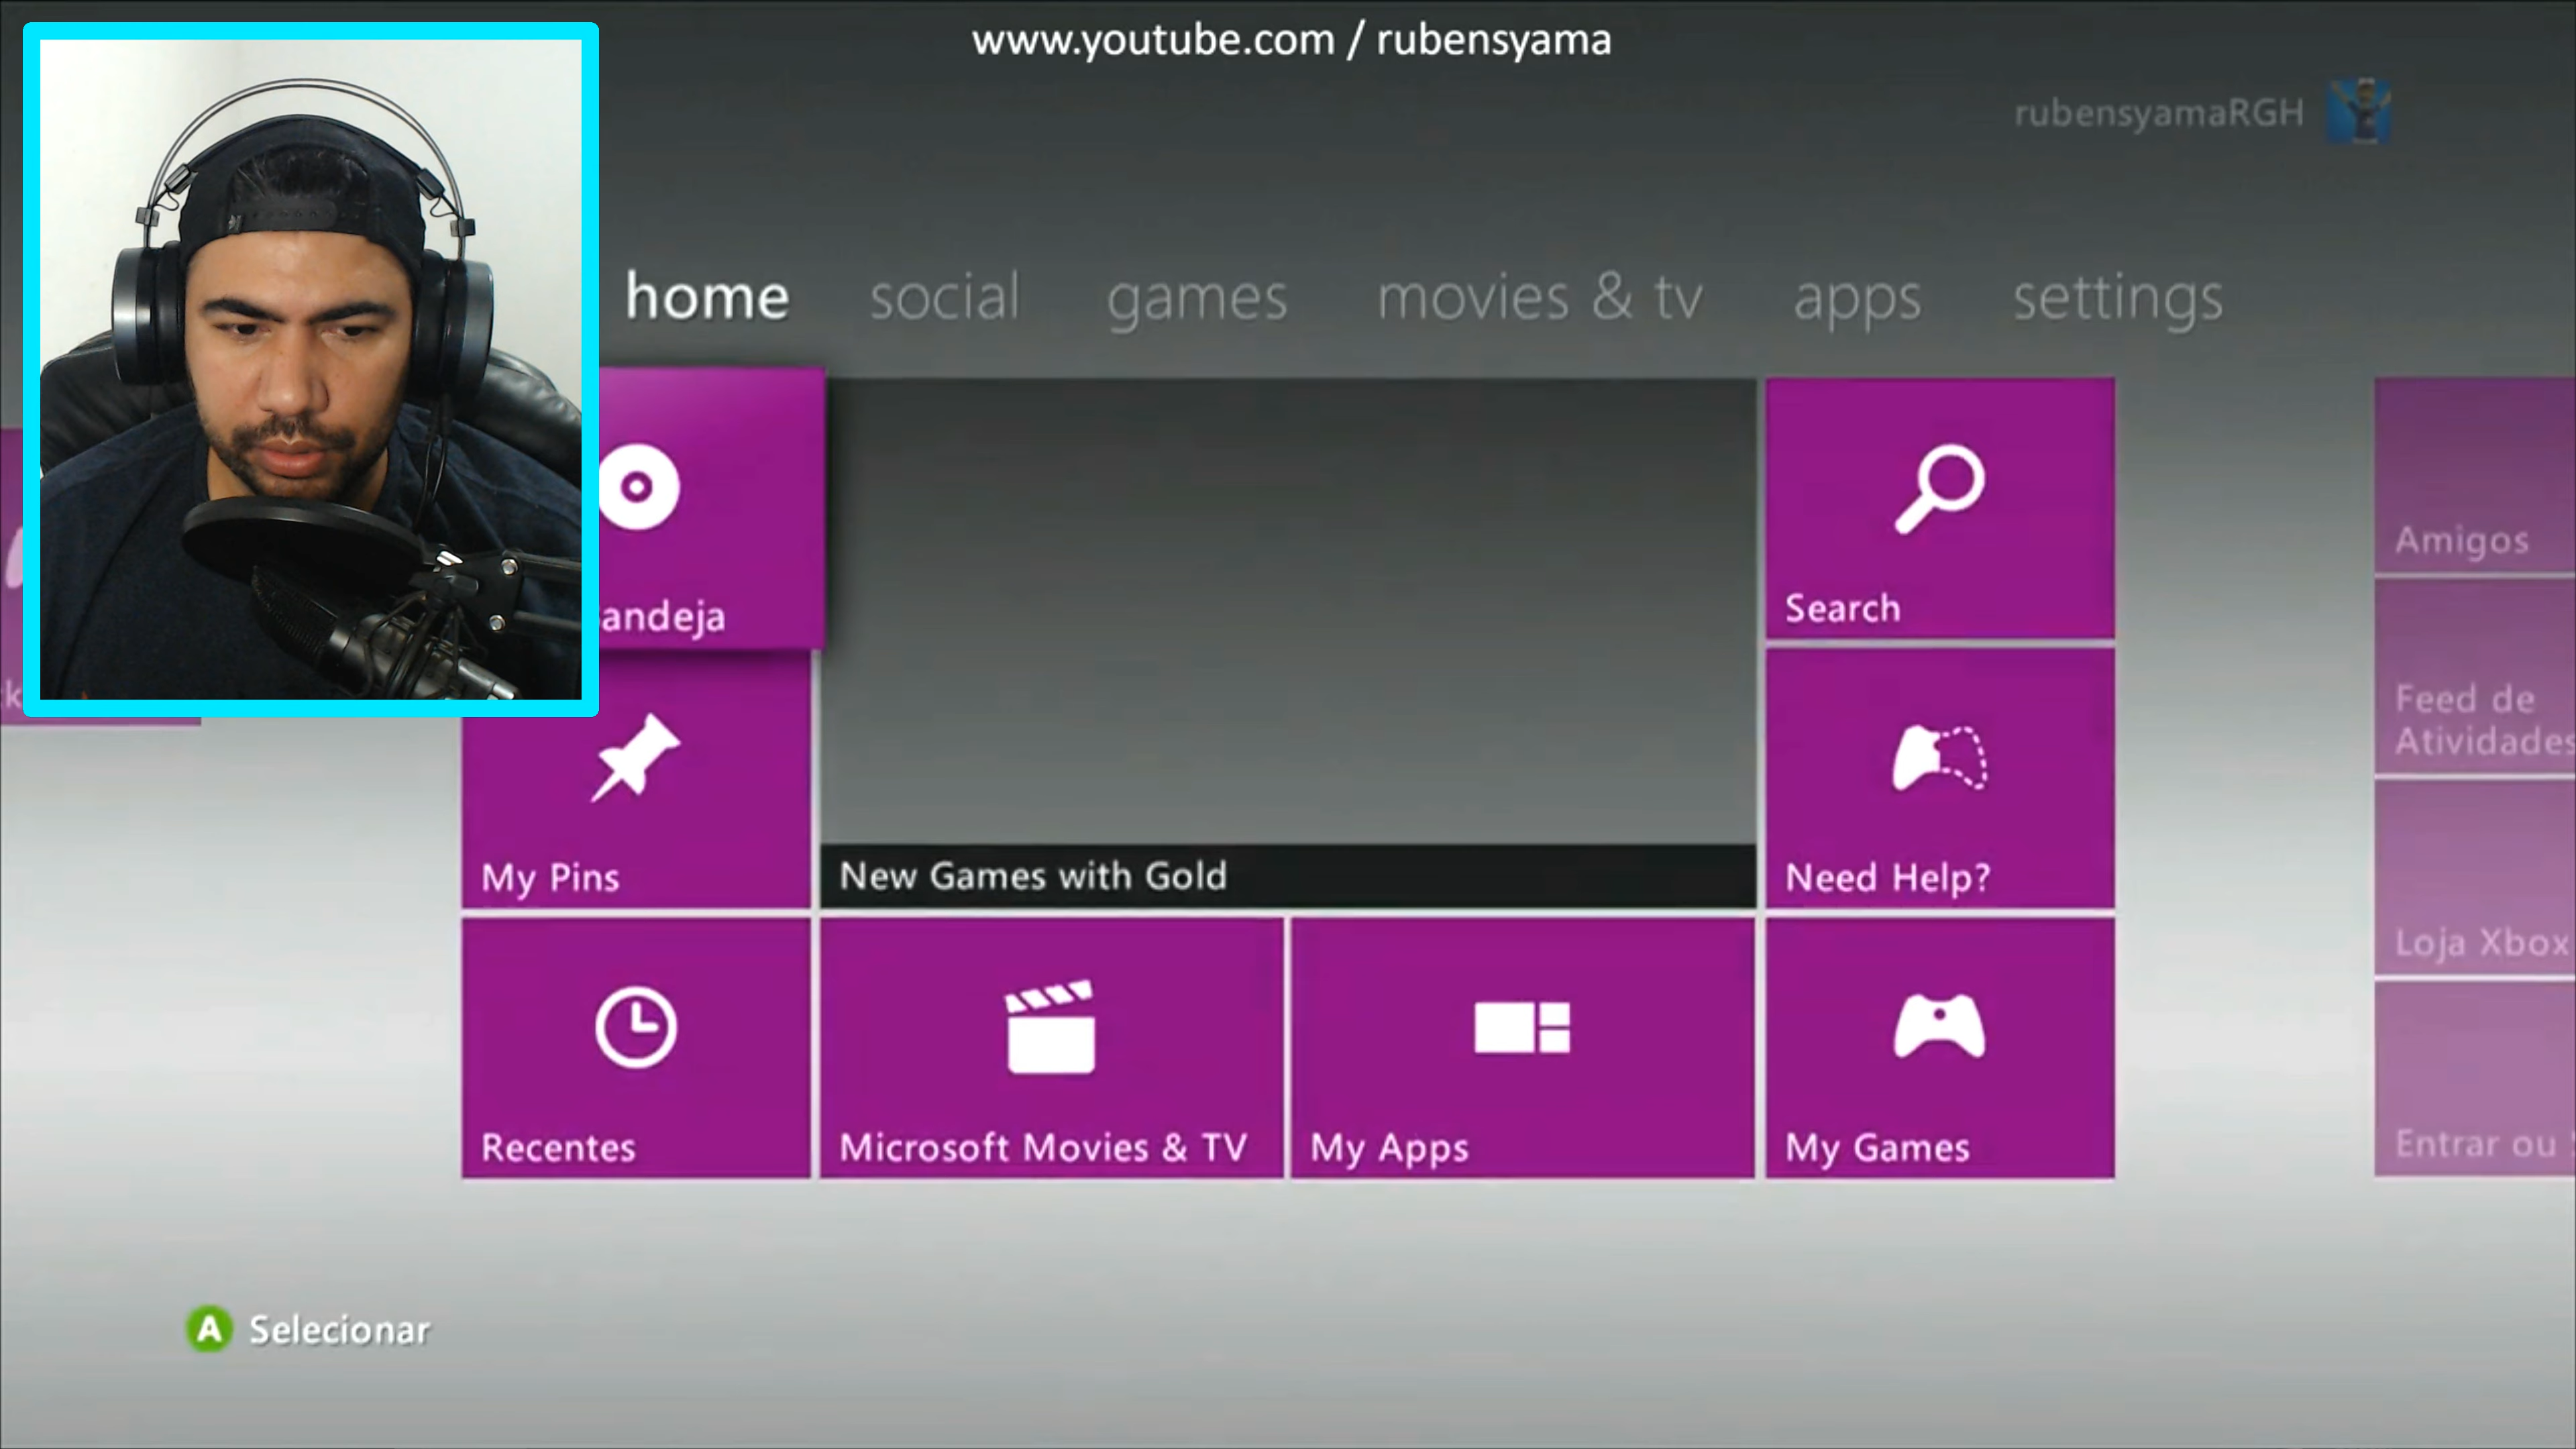 www.youtube.com / rubensyama
rubensyamaRGH
home social games movies & tv apps settings
andeja
Search
Amigos
My Pins
New Games with Gold
Need Help?
Feed de
Atividades
Recentes
Microsoft Movies & TV
My Apps
My Games
Loja Xbox
Entrar ou
A Selecionar